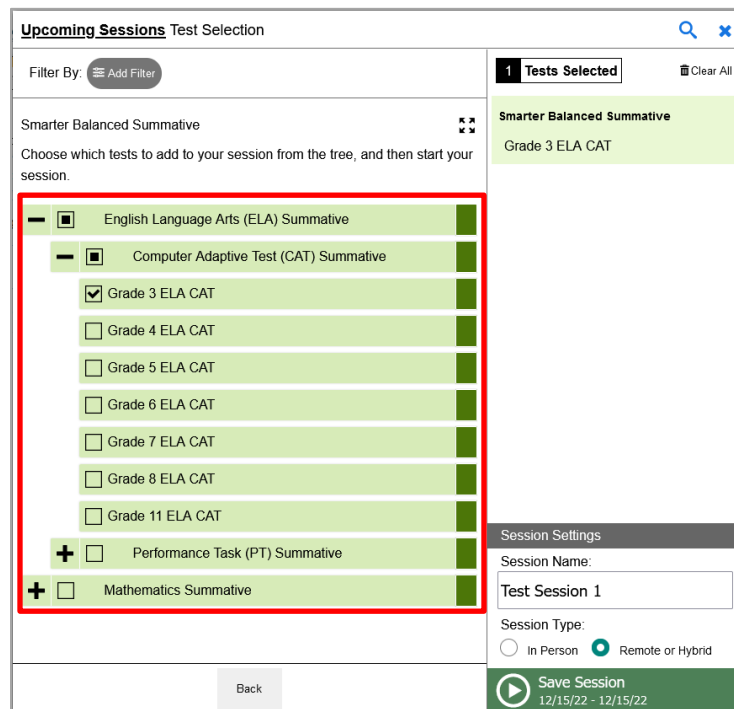 Upcoming Sessions Test Selection
Filter By: Add Filter
Smarter Balanced Summative
Choose which tests to add to your session from the tree, and then start your
session.
English Language Arts (ELA) Summative
Computer Adaptive Test (CAT) Summative
Grade 3 ELA CAT
Grade 4 ELA CAT
Grade 5 ELA CAT
Grade 6 ELA CAT
Grade 7 ELA CAT
Grade 8 ELA CAT
Grade 11 ELA CAT
Performance Task (PT) Summative
Mathematics Summative
Back
1 Tests Selected Clear All
Smarter Balanced Summative
Grade 3 ELA CAT
Session Settings
Session Name:
Test Session 1
Session Type:
In Person Remote or Hybrid
Save Session
12/15/22 - 12/15/22